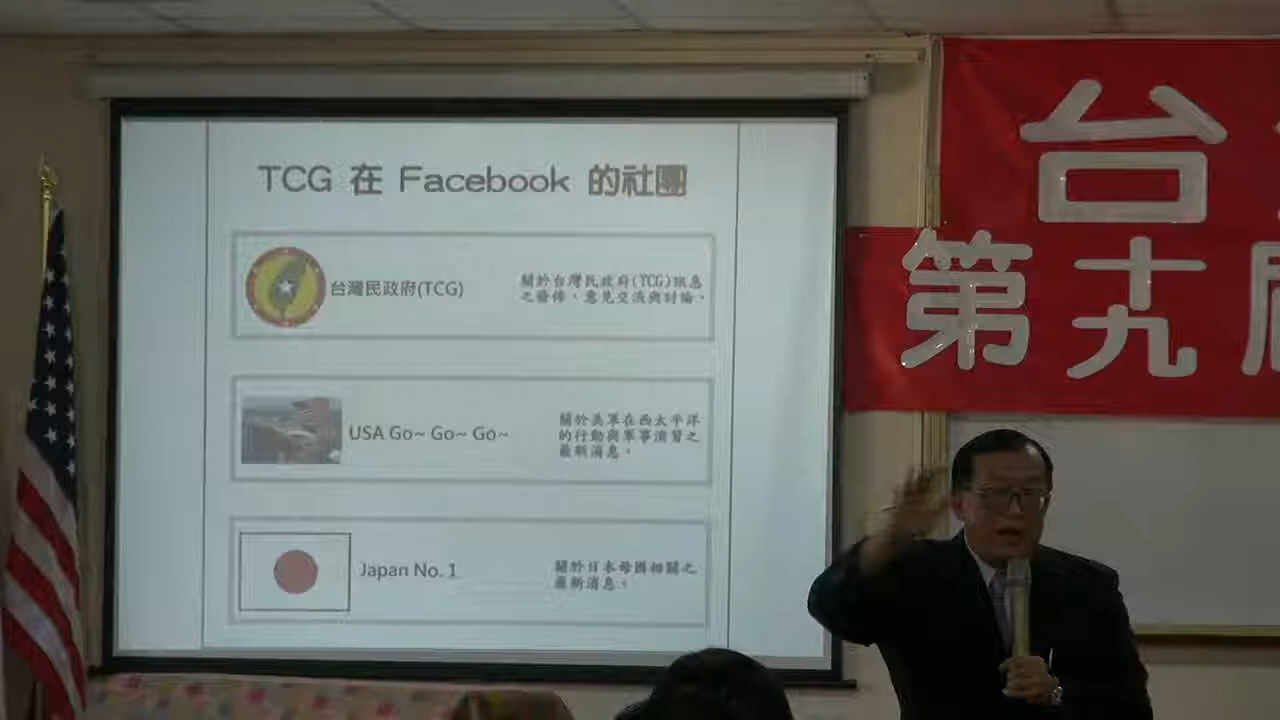 TCG 在 Facebook 的社團
台灣民政府(TCG)
關於台灣民政府(TCG)訊息
之發佈，意見交流與討論。
USA Go~ Go~ Go~
關於美軍在西太平洋
的行動與軍事演習之
最新消息。
Japan No. 1
關於日本母國相關之
最新消息。
台
第十九屆